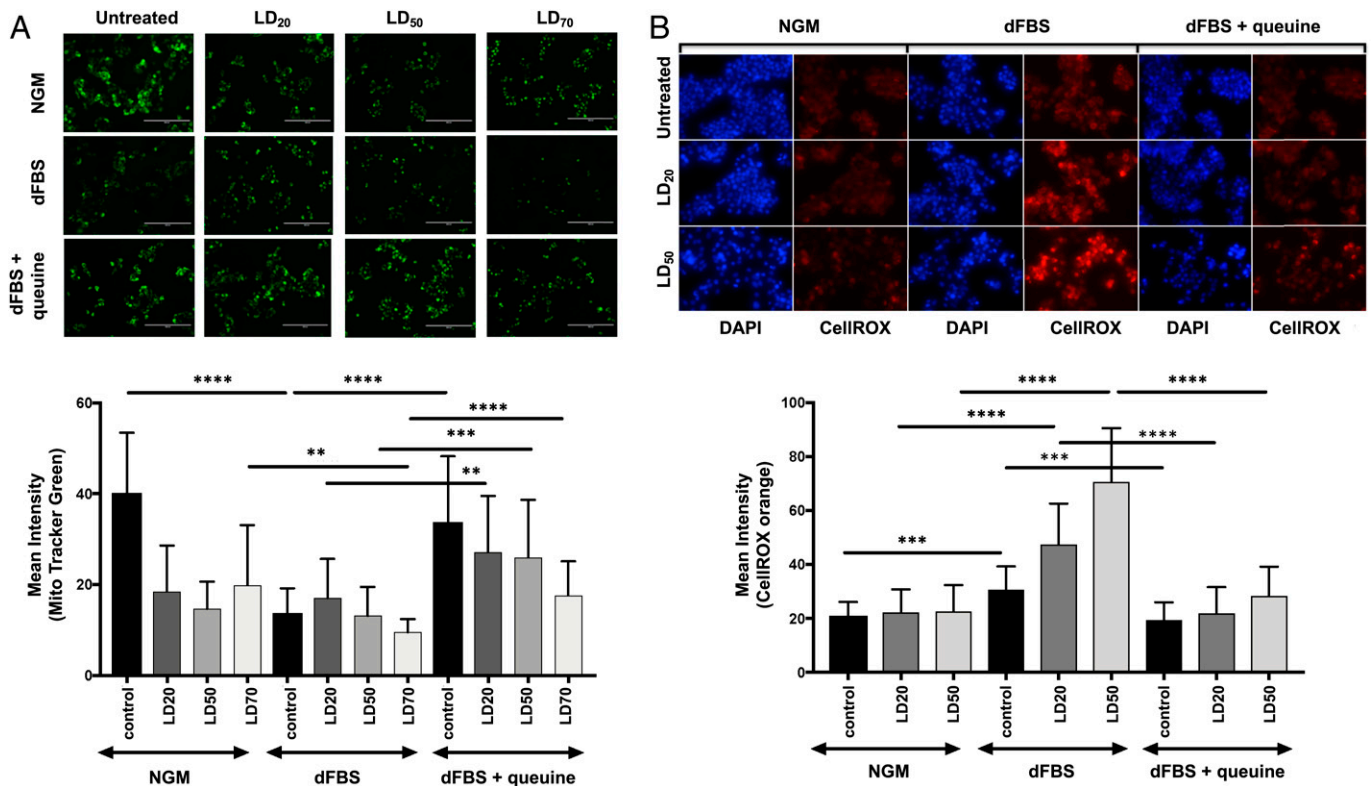 A
Untreated LD20 LD50 LD70
NGM
dFBS
dFBS +
queuine
**** ****
****
***
**
**
60
40
20
0
Mean Intensity
(Mito Tracker Green)
control LD20 LD50 LD70 control LD20 LD50 LD70 control LD20 LD50 LD70
NGM dFBS dFBS + queuine
B
NGM dFBS dFBS + queuine
Untreated
LD20
LD50
DAPI CellROX DAPI CellROX DAPI CellROX
**** ****
****
****
***
***
100
80
60
40
20
0
Mean Intensity
(CellROX orange)
control LD20 LD50 control LD20 LD50 control LD20 LD50
NGM dFBS dFBS + queuine